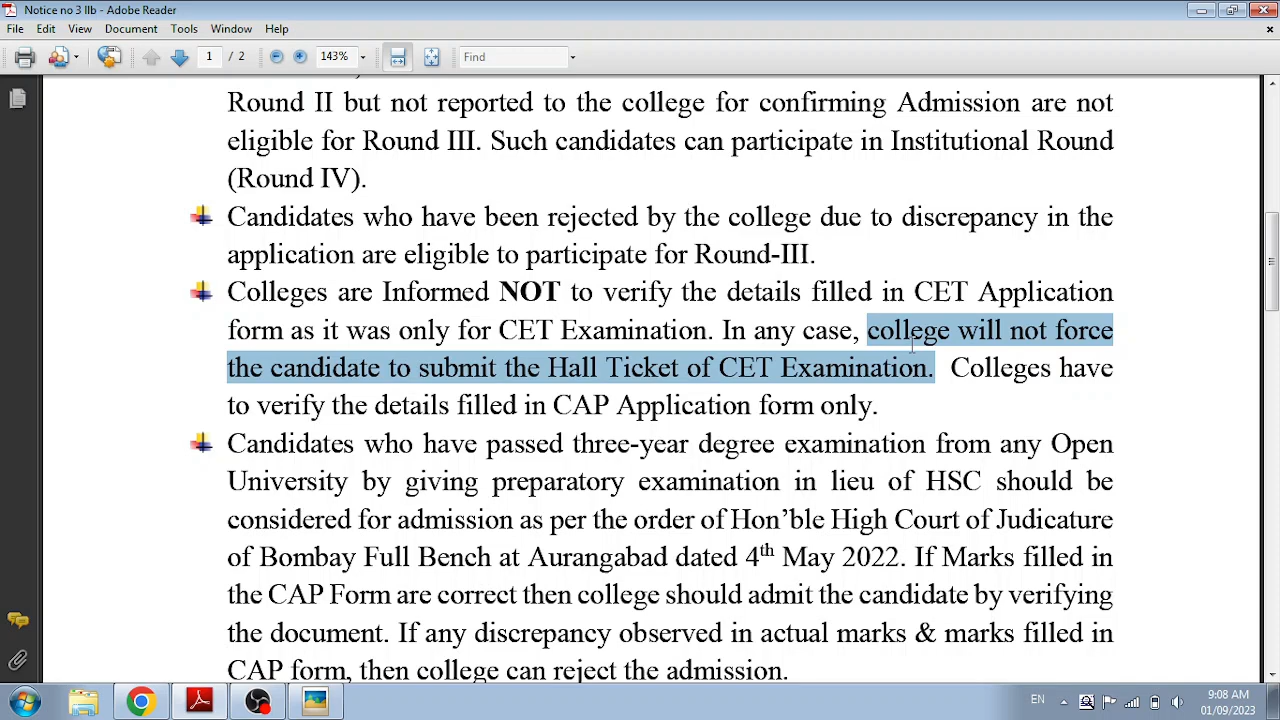 Notice no 3 llb - Adobe Reader
File Edit View Document Tools Window Help
1 / 2 143% Find
Round II but not reported to the college for confirming Admission are not
eligible for Round III. Such candidates can participate in Institutional Round
(Round IV).
Candidates who have been rejected by the college due to discrepancy in the
application are eligible to participate for Round-III.
Colleges are Informed NOT to verify the details filled in CET Application
form as it was only for CET Examination. In any case, college will not force
the candidate to submit the Hall Ticket of CET Examination. Colleges have
to verify the details filled in CAP Application form only.
Candidates who have passed three-year degree examination from any Open
University by giving preparatory examination in lieu of HSC should be
considered for admission as per the order of Hon’ble High Court of Judicature
of Bombay Full Bench at Aurangabad dated 4th May 2022. If Marks filled in
the CAP Form are correct then college should admit the candidate by verifying
the document. If any discrepancy observed in actual marks & marks filled in
CAP form, then college can reject the admission.
EN
9:08 AM
01/09/2023